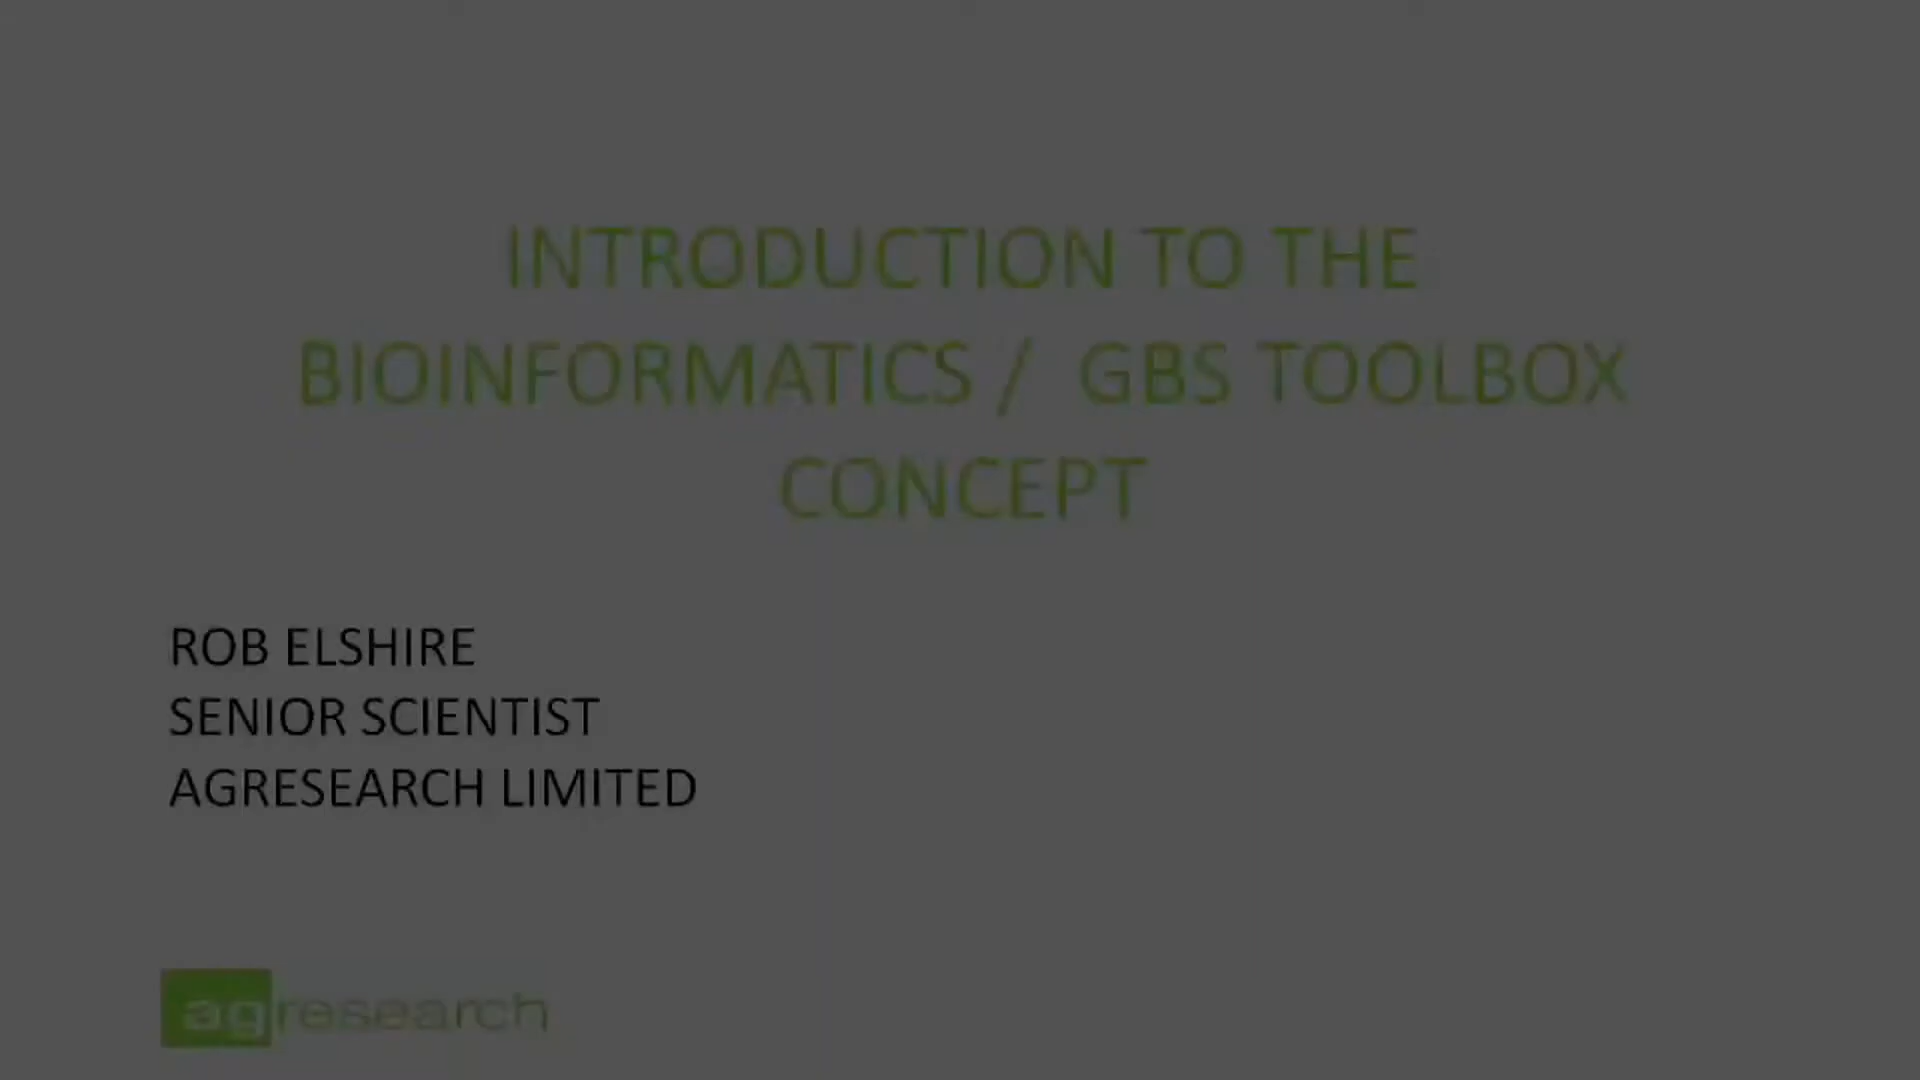 INTRODUCTION TO THE
BIOINFORMATICS / GBS TOOLBOX
CONCEPT
ROB ELSHIRE
SENIOR SCIENTIST
AGRESEARCH LIMITED
agresearch